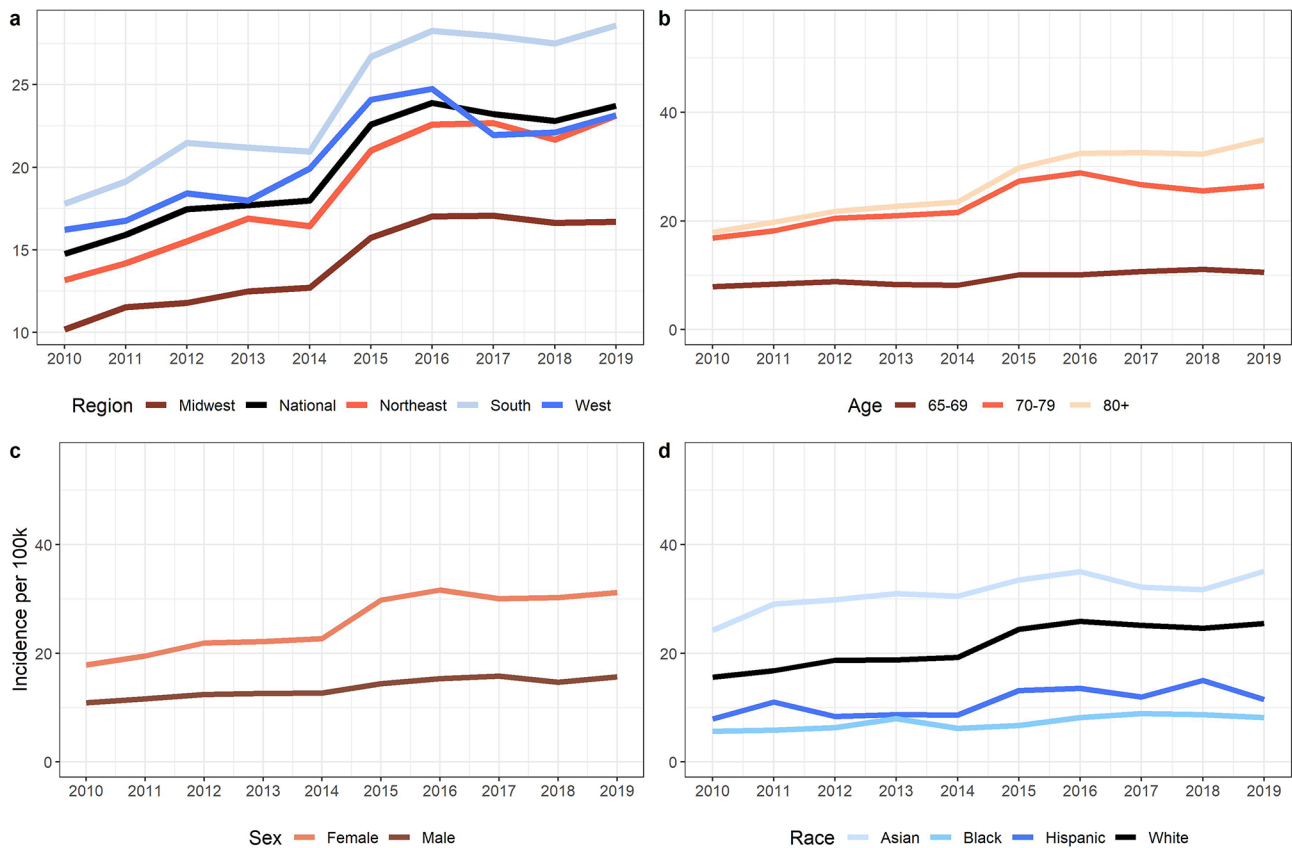 a
25
20
15
10
2010 2011 2012 2013 2014 2015 2016 2017 2018 2019
Region Midwest National Northeast South West
b
40
20
0
2010 2011 2012 2013 2014 2015 2016 2017 2018 2019
Age 65-69 70-79 80+
c
Incidence per 100k
40
20
0
2010 2011 2012 2013 2014 2015 2016 2017 2018 2019
Sex Female Male
d
40
20
0
2010 2011 2012 2013 2014 2015 2016 2017 2018 2019
Race Asian Black Hispanic White